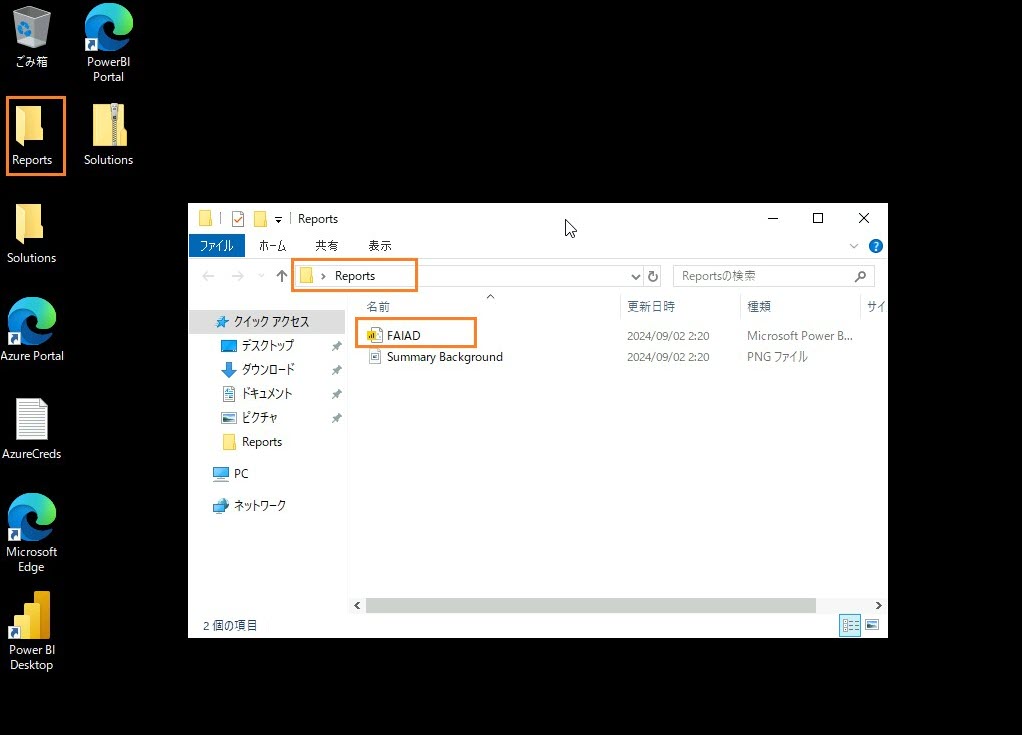 ごみ箱
PowerBI
Portal
Reports
Solutions
Solutions
Azure Portal
AzureCreds
Microsoft
Edge
Power BI
Desktop
Reports
ファイル ホーム 共有 表示
Reports
Reportsの検索
名前 更新日時 種類 サイ
クイック アクセス
デスクトップ
ダウンロード
ドキュメント
ピクチャ
Reports
PC
ネットワーク
FAIAD 2024/09/02 2:20 Microsoft Power B...
Summary Background 2024/09/02 2:20 PNG ファイル
2 個の項目